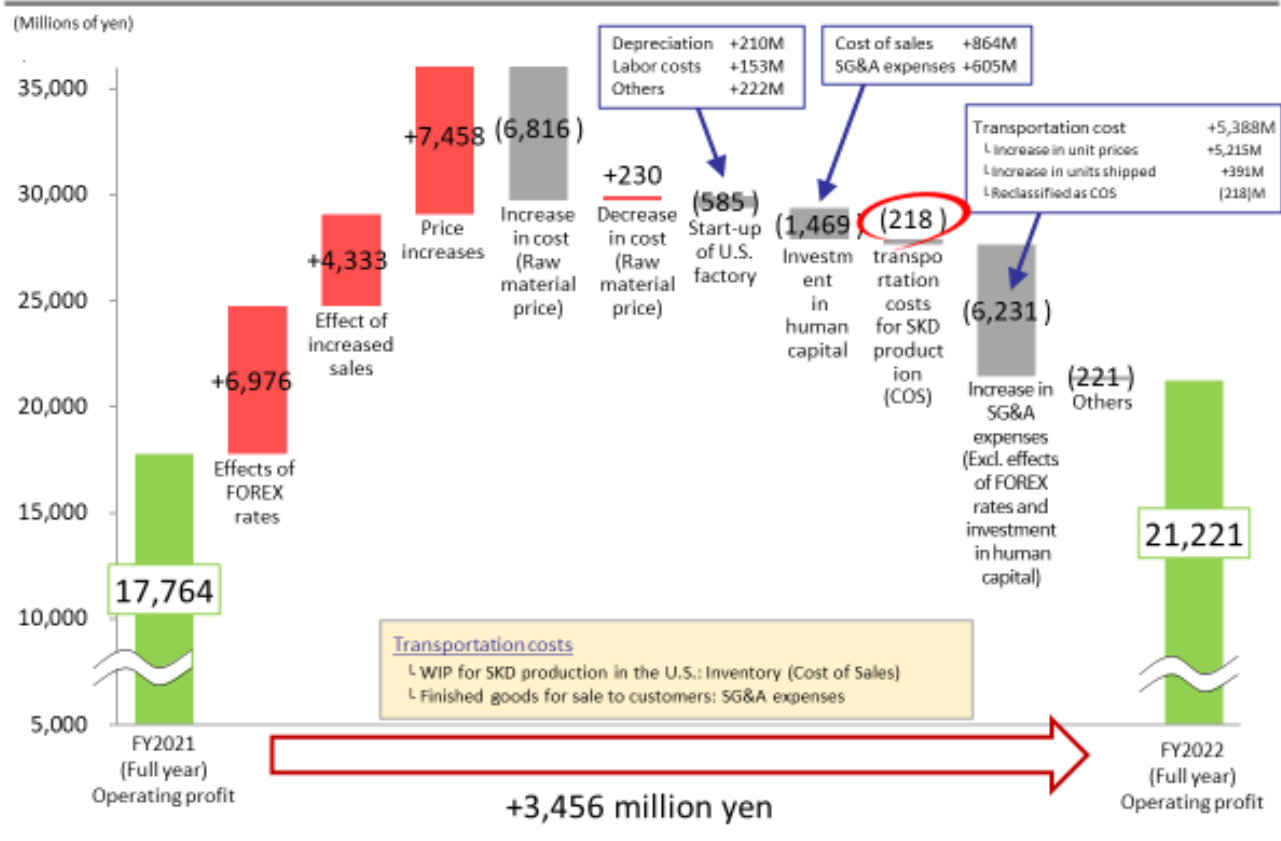 (Millions of yen)
35,000
30,000
25,000
20,000
15,000
10,000
5,000
17,764
FY2021
(Full year)
Operating profit
+6,976
Effects of
FOREX
rates
+4,333
Effect of
increased
sales
+7,458
Price
increases
(6,816 )
Increase
in cost
(Raw
material
price)
+230
Decrease
in cost
(Raw
material
price)
Depreciation +210M
Labor costs +153M
Others +222M
(585 )
Start-up
of U.S.
factory
Cost of sales +864M
SG&A expenses +605M
(1,469 )
Investm
ent
in
human
capital
(218 )
transpo
rtation
costs
for SKD
product
ion
(COS)
Transportation cost +5,388M
└ Increase in unit prices +5,215M
└ Increase in units shipped +391M
└ Reclassified as COS (218)M
(6,231 )
Increase in
SG&A
expenses
(Excl. effects
of FOREX
rates and
investment
in human
capital)
(221 )
Others
21,221
FY2022
(Full year)
Operating profit
Transportation costs
└ WIP for SKD production in the U.S.: Inventory (Cost of Sales)
└ Finished goods for sale to customers: SG&A expenses
+3,456 million yen